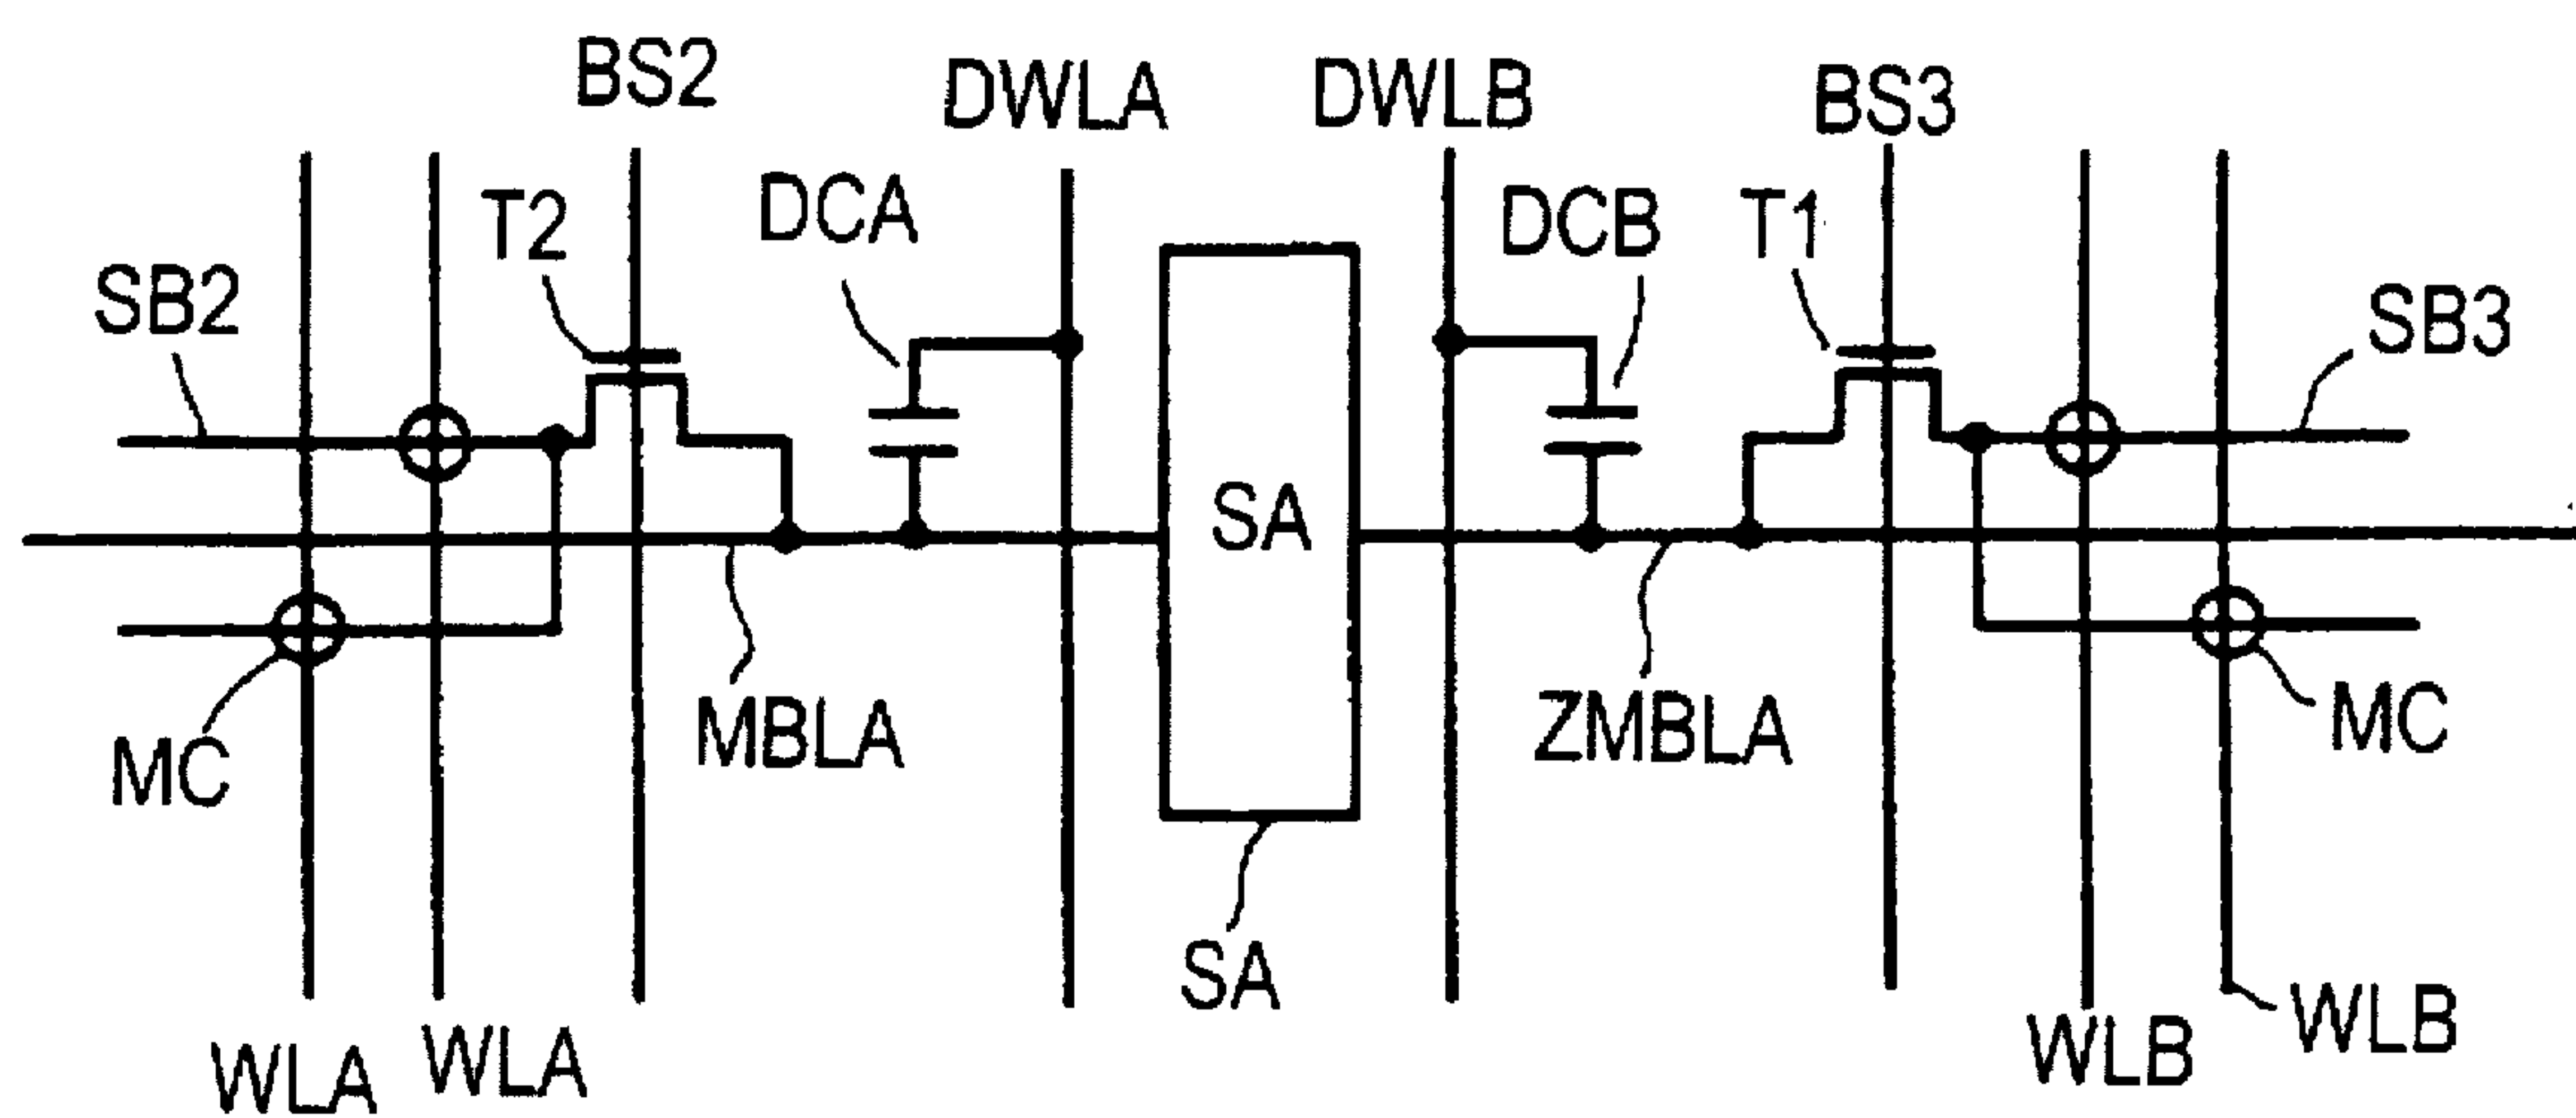 BS2
DWLA
DWLB
BS3
T2
DCA
DCB
T1
SB2
SB3
SA
MC
MBLA
ZMBLA
MC
SA
WLA
WLA
WLB
WLB